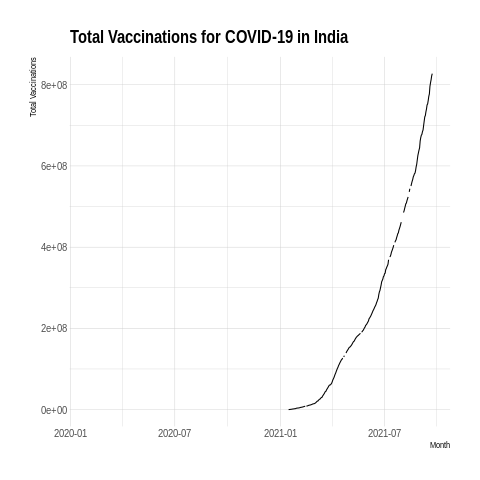 Total Vaccinations for COVID-19 in India
Total Vaccinations
8e+08
6e+08
4e+08
2e+08
0e+00
2020-01 2020-07 2021-01 2021-07
Month